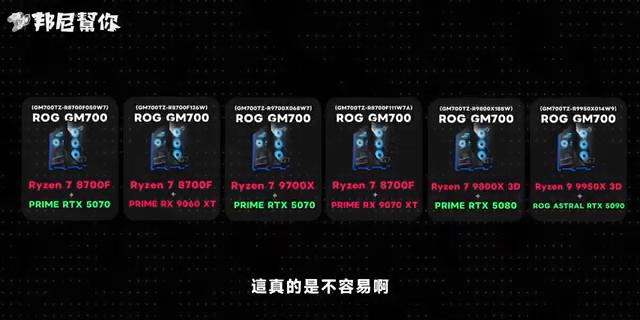 邦尼幫你
(GM700TZ-R8700F050W7)
ROG GM700
Ryzen 7 8700F
+
PRIME RTX 5070
(GM700TZ-R8700F136W)
ROG GM700
Ryzen 7 8700F
+
PRIME RX 9060 XT
(GM700TZ-R9700X068W7)
ROG GM700
Ryzen 7 9700X
+
PRIME RTX 5070
(GM700TZ-R8700F111W7A)
ROG GM700
Ryzen 7 8700F
+
PRIME RX 9070 XT
(GM700TZ-R9800X188W)
ROG GM700
Ryzen 7 9800X 3D
+
PRIME RTX 5080
(GM700TZ-R9950X014W9)
ROG GM700
Ryzen 9 9950X 3D
+
ROG ASTRAL RTX 5090
這真的是不容易啊